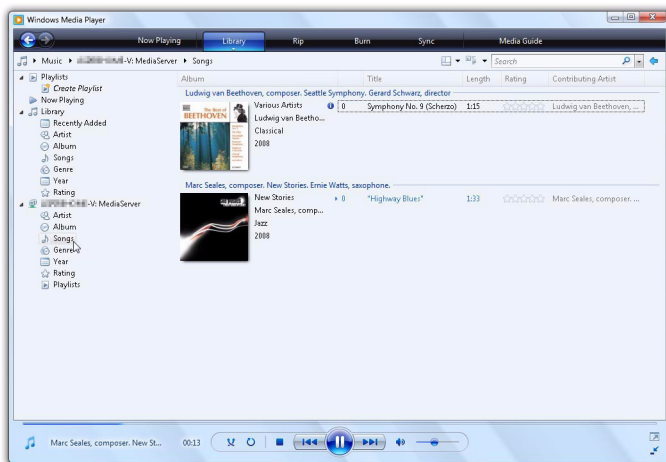 Windows Media Player
Now Playing Library Rip Burn Sync Media Guide
Music -V: MediaServer Songs Search
Playlists
Create Playlist
Now Playing
Library
Recently Added
Artist
Album
Songs
Genre
Year
Rating
-V: MediaServer
Artist
Album
Songs
Genre
Year
Rating
Playlists
Album Title Length Rating Contributing Artist
Ludwig van Beethoven, composer. Seattle Symphony. Gerard Schwarz, director
The Best of
BEETHOVEN
Various Artists 0 Symphony No. 9 (Scherzo) 1:15 Ludwig van Beethoven, ...
Ludwig van Beetho...
Classical
2008
Marc Seales, composer. New Stories. Ernie Watts, saxophone.
New Stories 0 "Highway Blues" 1:33 Marc Seales, composer. ...
Marc Seales, comp...
Jazz
2008
Marc Seales, composer. New St... 00:13